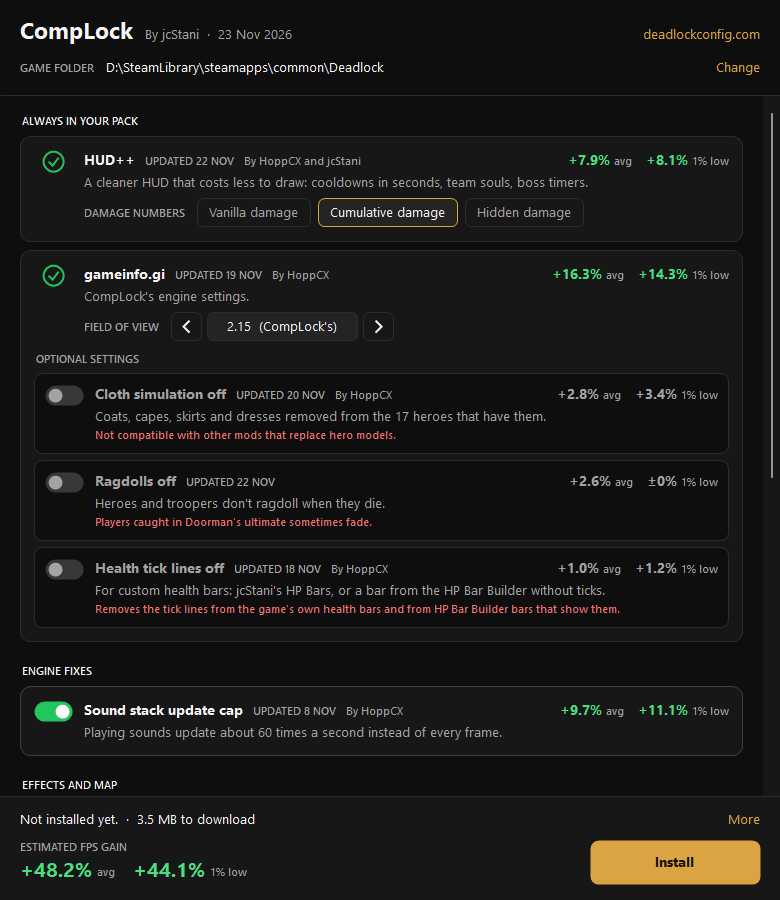 CompLock By jcStani · 23 Nov 2026 deadlockconfig.com
GAME FOLDER D:\SteamLibrary\steamapps\common\Deadlock Change
ALWAYS IN YOUR PACK
HUD++ UPDATED 22 NOV By HoppCX and jcStani +7.9% avg +8.1% 1% low
A cleaner HUD that costs less to draw: cooldowns in seconds, team souls, boss timers.
DAMAGE NUMBERS Vanilla damage Cumulative damage Hidden damage
gameinfo.gi UPDATED 19 NOV By HoppCX +16.3% avg +14.3% 1% low
CompLock's engine settings.
FIELD OF VIEW 2.15 (CompLock's)
OPTIONAL SETTINGS
Cloth simulation off UPDATED 20 NOV By HoppCX +2.8% avg +3.4% 1% low
Coats, capes, skirts and dresses removed from the 17 heroes that have them.
Not compatible with other mods that replace hero models.
Ragdolls off UPDATED 22 NOV +2.6% avg ±0% 1% low
Heroes and troopers don't ragdoll when they die.
Players caught in Doorman's ultimate sometimes fade.
Health tick lines off UPDATED 18 NOV By HoppCX +1.0% avg +1.2% 1% low
For custom health bars: jcStani's HP Bars, or a bar from the HP Bar Builder without ticks.
Removes the tick lines from the game's own health bars and from HP Bar Builder bars that show them.
ENGINE FIXES
Sound stack update cap UPDATED 8 NOV By HoppCX +9.7% avg +11.1% 1% low
Playing sounds update about 60 times a second instead of every frame.
EFFECTS AND MAP
Not installed yet. · 3.5 MB to download More
ESTIMATED FPS GAIN
+48.2% avg +44.1% 1% low Install